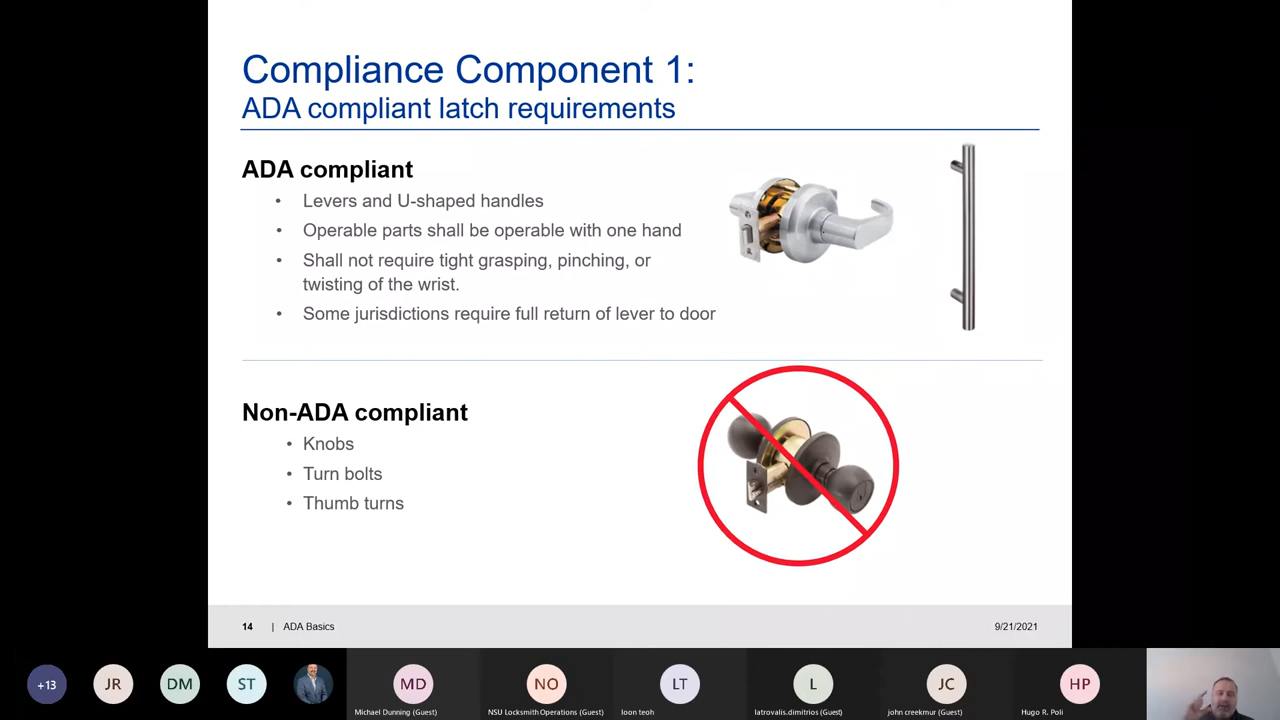 Compliance Component 1:
ADA compliant latch requirements
ADA compliant
• Levers and U-shaped handles
• Operable parts shall be operable with one hand
• Shall not require tight grasping, pinching, or
twisting of the wrist.
• Some jurisdictions require full return of lever to door
Non-ADA compliant
• Knobs
• Turn bolts
• Thumb turns
14 | ADA Basics 9/21/2021
+13 JR DM ST MD NO LT L JC HP
Michael Dunning (Guest) NSU Locksmith Operations (Guest) loon teoh latrovalis.dimitrios (Guest) john creekmur (Guest) Hugo R. Poli